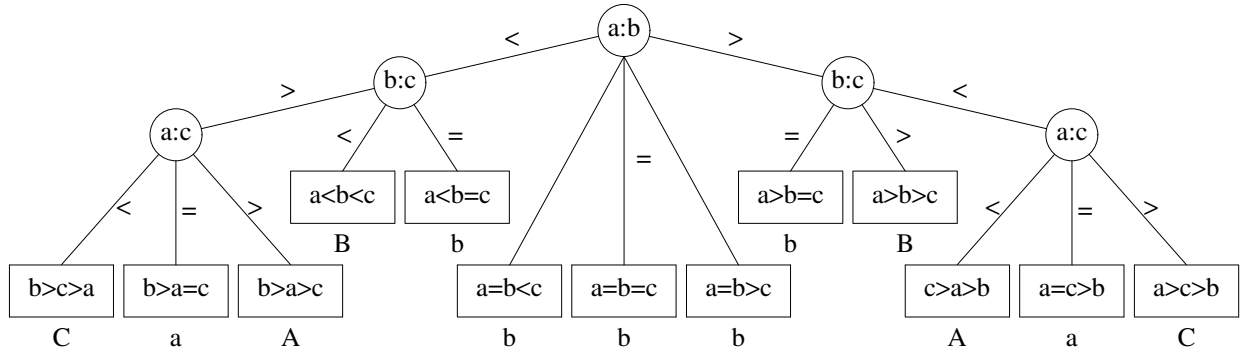 a:b
< >
b:c b:c
> <
a:c < = = > a:c
=
a<b<c a<b=c a>b=c a>b>c
< = > < = >
B b b B
b>c>a b>a=c b>a>c a=b<c a=b=c a=b>c c>a>b a=c>b a>c>b
C a A b b b A a C